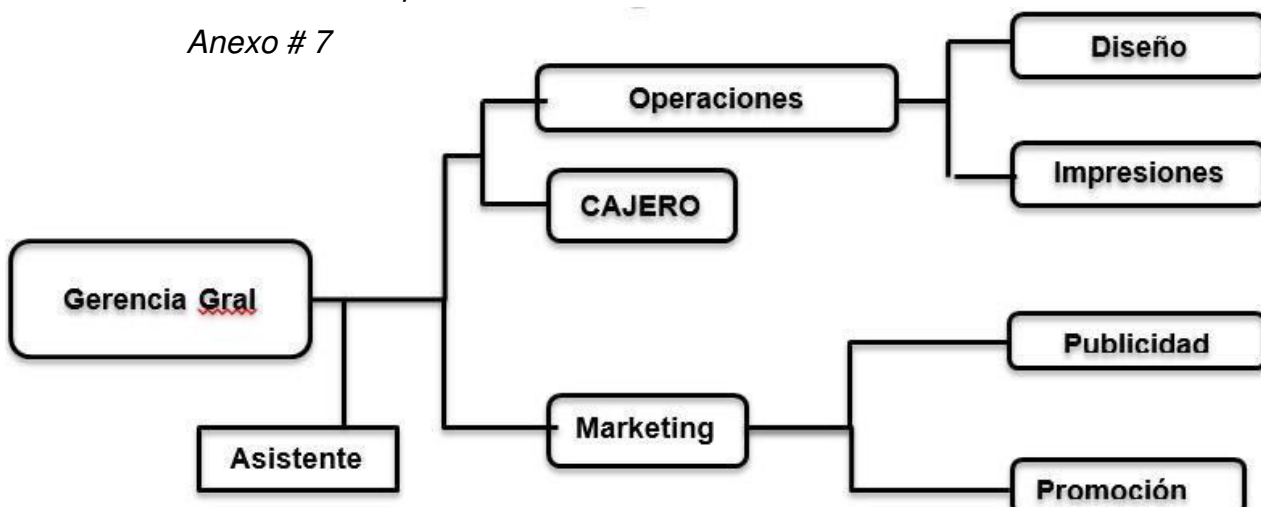 Anexo # 7
Diseño
Operaciones
Impresiones
CAJERO
Gerencia Gral
Publicidad
Marketing
Asistente
Promoción